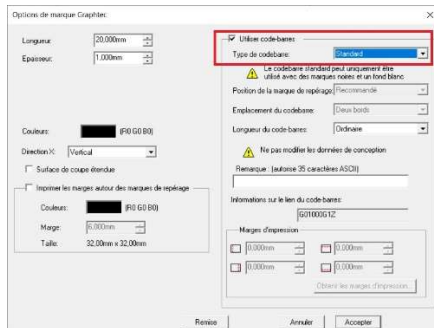 Options de marque Graphtec
Longueur: 20,000mm
Epaisseur: 1,000mm
Couleurs: (R0 G0 B0)
Direction X: Vertical
Surface de coupe étendue
Imprimer les marges autour des marques de repérage
Couleurs: (R0 G0 B0)
Marge: 6,000mm
Taille: 32,00mm x 32,00mm
Utiliser code-barres
Type de codebarre: Standard
Le codebarre standard peut uniquement être
utilisé avec des marques noires et un fond blanc
Position de la marque de repérage: Recommandé
Emplacement du codebarre: Deux bords
Longueur du code-barres: Ordinaire
Ne pas modifier les données de conception
Remarque : (autorise 35 caractères ASCII)
Informations sur le lien du code-barres:
G01000G1Z
Marges d'impression
0,000mm 0,000mm
0,000mm 0,000mm
Obtenir les marges d'impression...
Remise Annuler Accepter